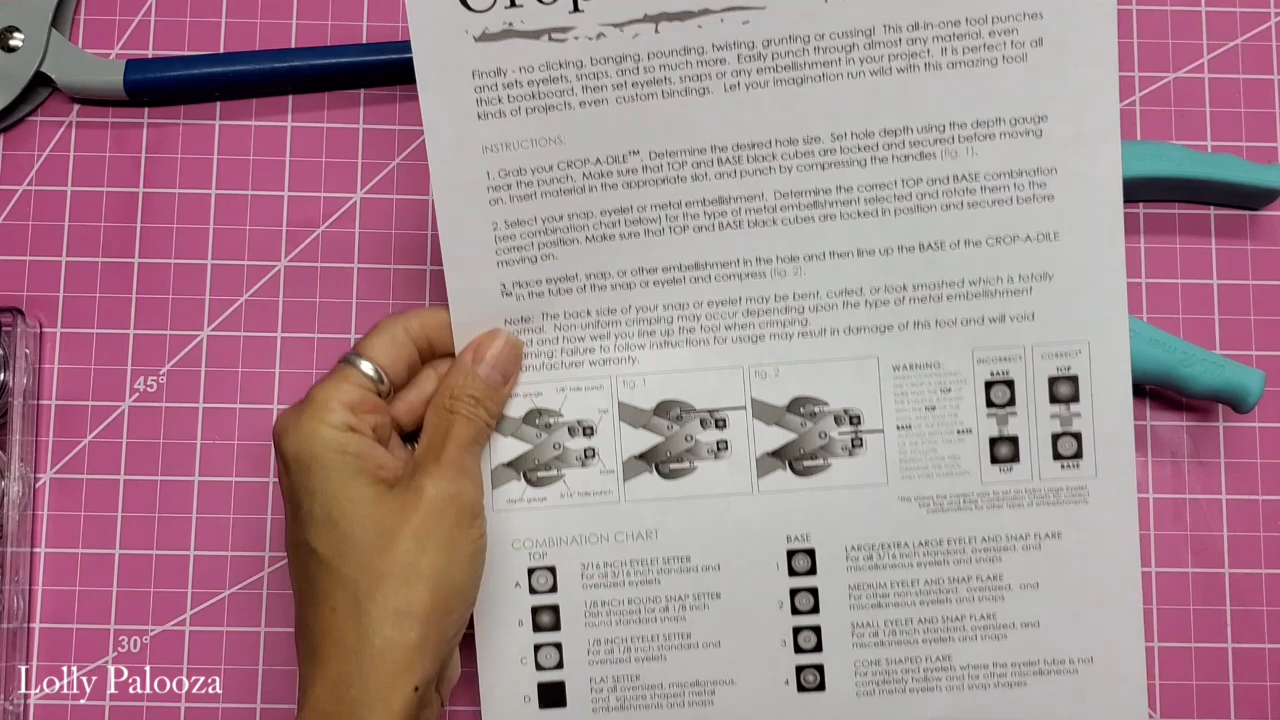 Crop
Finally - no clicking, banging, pounding, twisting, grunting or cussing! This all-in-one tool punches
and sets eyelets, snaps, and so much more. Easily punch through almost any material, even
thick bookboard, then set eyelets, snaps or any embellishment in your project. It is perfect for all
kinds of projects, even custom bindings. Let your imagination run wild with this amazing tool!
INSTRUCTIONS:
1. Grab your CROP-A-DILE™. Determine the desired hole size. Set hole depth using the depth gauge
near the punch. Make sure that TOP and BASE black cubes are locked and secured before moving
on. Insert material in the appropriate slot, and punch by compressing the handles (fig. 1).
2. Select your snap, eyelet or metal embellishment. Determine the correct TOP and BASE combination
(see combination chart below) for the type of metal embellishment selected and rotate them to the
correct position. Make sure that TOP and BASE black cubes are locked in position and secured before
moving on.
3. Place eyelet, snap, or other embellishment in the hole and then line up the BASE of the CROP-A-DILE
™ in the tube of the snap or eyelet and compress (fig. 2).
Note: The back side of your snap or eyelet may be bent, curled, or look smashed which is totally
normal. Non-uniform crimping may occur depending upon the type of metal embellishment
and how well you line up the tool when crimping.
Failure to follow instructions for usage may result in damage of this tool and will void
manufacturer warranty.
gauge 1/8" hole punch
top
base
depth gauge 3/16" hole punch
fig. 1
fig. 2
WARNING:
INCORRECT
BASE
TOP
CORRECT*
TOP
BASE
COMBINATION CHART
TOP
A
3/16 INCH EYELET SETTER
For all 3/16 inch standard and
oversized eyelets
B
1/8 INCH ROUND SNAP SETTER
Dish shaped for all 1/8 inch
round standard snaps
C
1/8 INCH EYELET SETTER
For all 1/8 inch standard and
oversized eyelets
D
FLAT SETTER
For all oversized, miscellaneous,
and square shaped metal
embellishments and snaps
BASE
1
LARGE/EXTRA LARGE EYELET AND SNAP FLARE
For all 3/16 inch standard, oversized, and
miscellaneous eyelets and snaps
2
MEDIUM EYELET AND SNAP FLARE
For other non-standard, oversized, and
miscellaneous eyelets and snaps
3
SMALL EYELET AND SNAP FLARE
For all 1/8 inch standard, oversized, and
miscellaneous eyelets and snaps
4
CONE SHAPED FLARE
For snaps and eyelets where the eyelet tube is not
completely hollow and for other miscellaneous
cast metal eyelets and snap shapes
45°
30°
Lolly Palooza